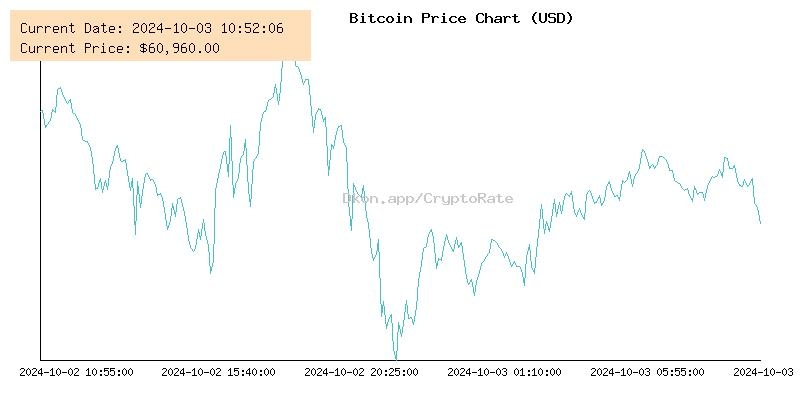 Bitcoin Price Chart (USD)
Current Date: 2024-10-03 10:52:06
Current Price: $60,960.00
Dkon.app/CryptoRate
2024-10-02 10:55:00 2024-10-02 15:40:00 2024-10-02 20:25:00 2024-10-03 01:10:00 2024-10-03 05:55:00 2024-10-03